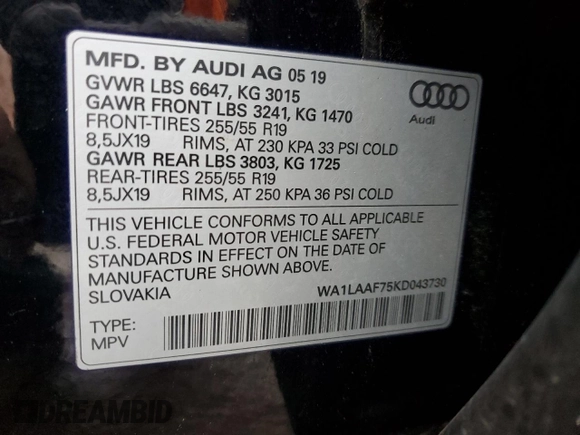 MFD. BY AUDI AG 05 19
GVWR LBS 6647, KG 3015
GAWR FRONT LBS 3241, KG 1470
FRONT-TIRES 255/55 R19
8,5JX19 RIMS, AT 230 KPA 33 PSI COLD
GAWR REAR LBS 3803, KG 1725
REAR-TIRES 255/55 R19
8,5JX19 RIMS, AT 250 KPA 36 PSI COLD
Audi
THIS VEHICLE CONFORMS TO ALL APPLICABLE
U.S. FEDERAL MOTOR VEHICLE SAFETY
STANDARDS IN EFFECT ON THE DATE OF
MANUFACTURE SHOWN ABOVE.
SLOVAKIA WA1LAAF75KD043730
TYPE:
MPV
DREAMBID